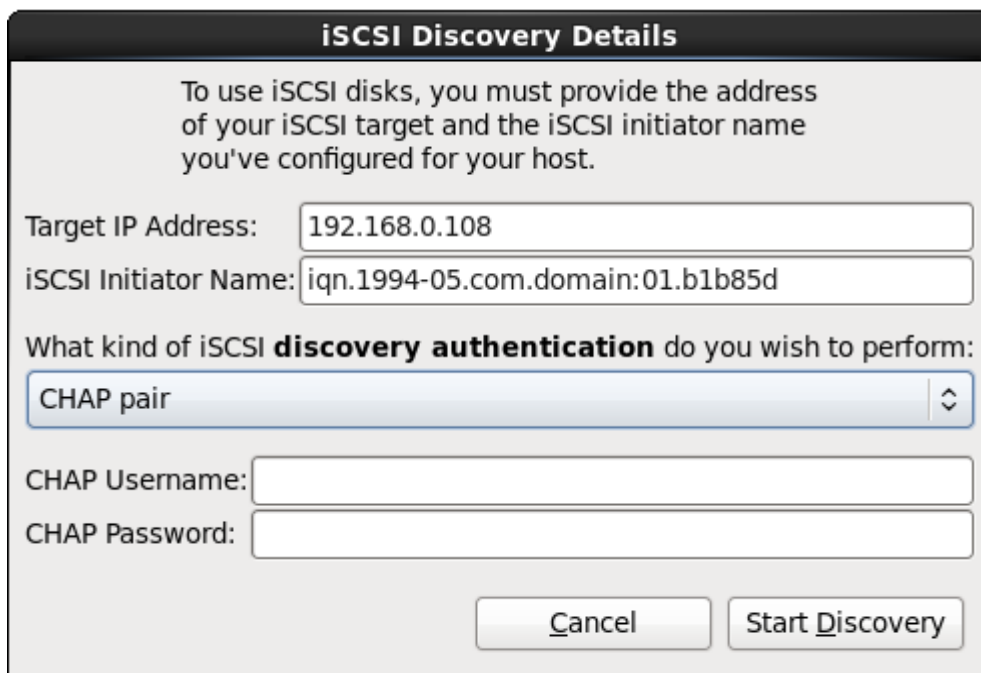 iSCSI Discovery Details
To use iSCSI disks, you must provide the address
of your iSCSI target and the iSCSI initiator name
you've configured for your host.
Target IP Address: 192.168.0.108
iSCSI Initiator Name: iqn.1994-05.com.domain:01.b1b85d
What kind of iSCSI discovery authentication do you wish to perform:
CHAP pair
CHAP Username:
CHAP Password:
Cancel Start Discovery